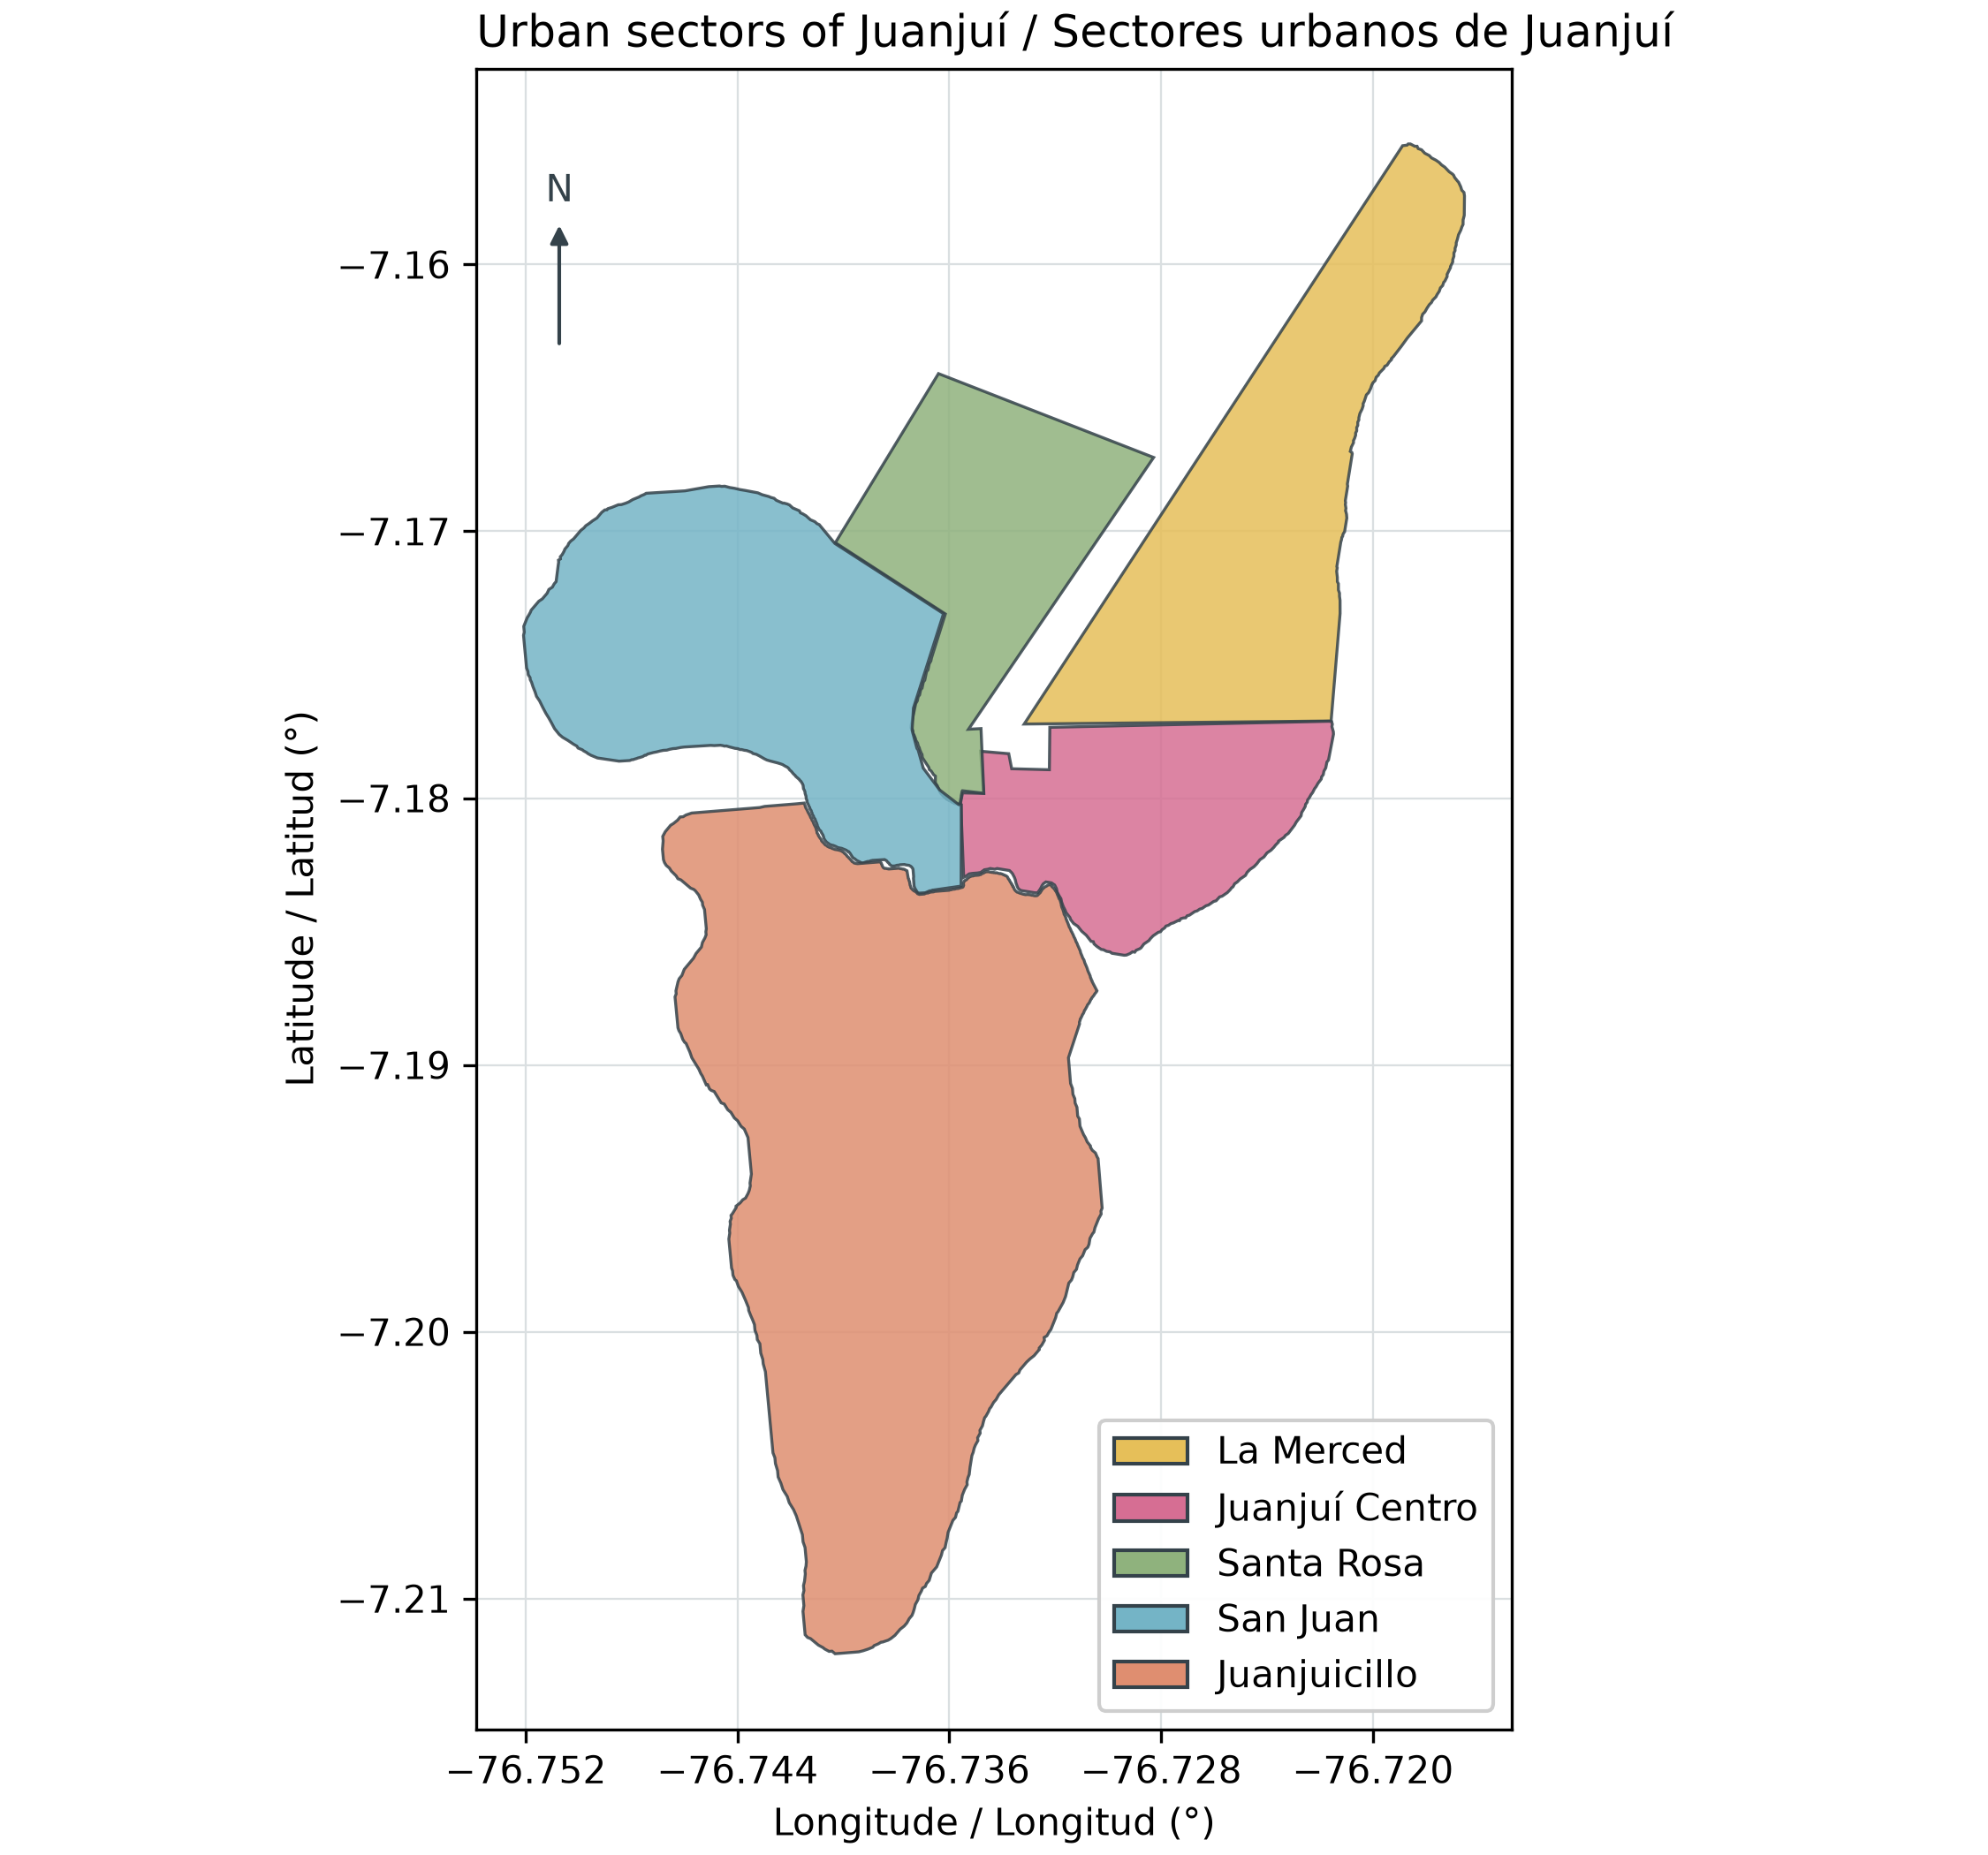 Urban sectors of Juanjuí / Sectores urbanos de Juanjuí
N
−7.16
−7.17
−7.18
−7.19
−7.20
−7.21
Latitude / Latitud (°)
La Merced
Juanjuí Centro
Santa Rosa
San Juan
Juanjuicillo
−76.752 −76.744 −76.736 −76.728 −76.720
Longitude / Longitud (°)